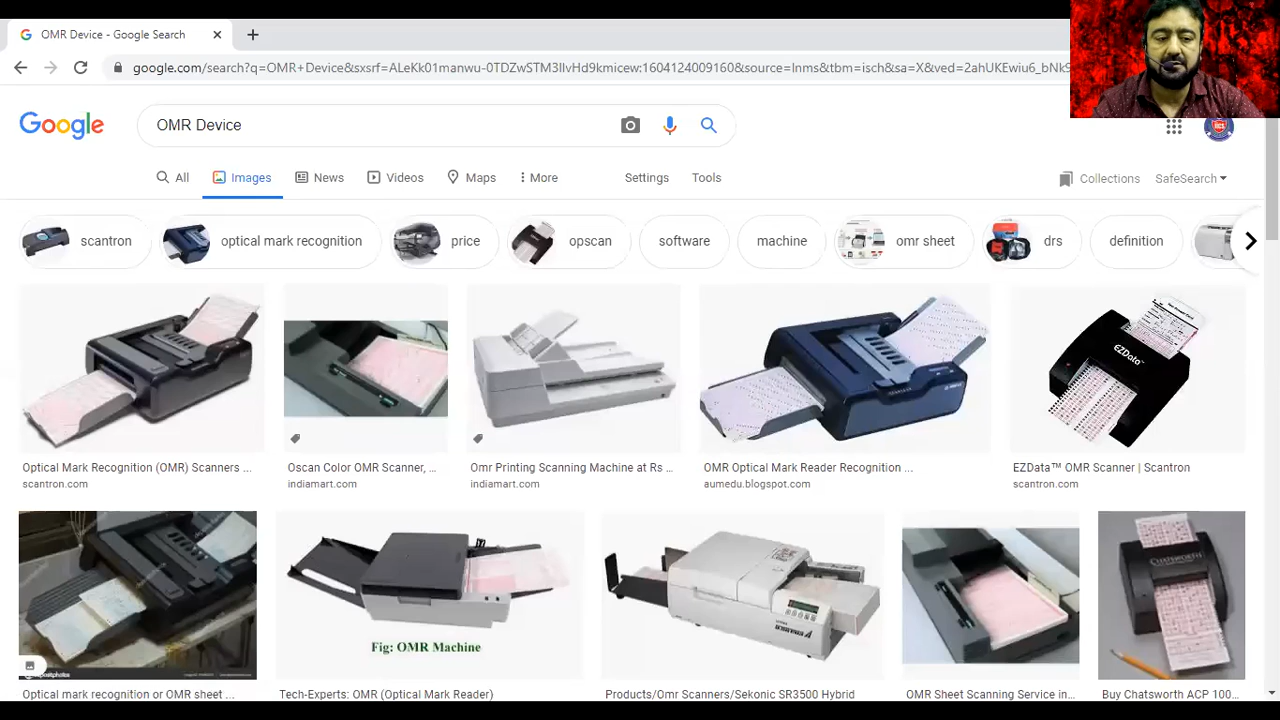 OMR Device - Google Search
google.com/search?q=OMR+Device&sxsrf=ALeKk01manwsn0TDZwSTM3IlvHd9kmicew:1604124009160&source=lnms&tbm=isch&sa=X&ved=2ahUKEwiu6_bNk9
Google
OMR Device
All Images News Videos Maps More Settings Tools Collections SafeSearch
scantron optical mark recognition price opscan software machine omr sheet drs definition
EZData™
Optical Mark Recognition (OMR) Scanners ... Oscan Color OMR Scanner, ... Omr Printing Scanning Machine at Rs ... OMR Optical Mark Reader Recognition ... EZData™ OMR Scanner | Scantron
scantron.com indiamart.com indiamart.com aumedu.blogspot.com scantron.com
CHATSWORTH
Fig: OMR Machine
Optical mark recognition or OMR sheet ... Tech-Experts: OMR (Optical Mark Reader) Products/Omr Scanners/Sekonic SR3500 Hybrid OMR Sheet Scanning Service in... Buy Chatsworth ACP 100...